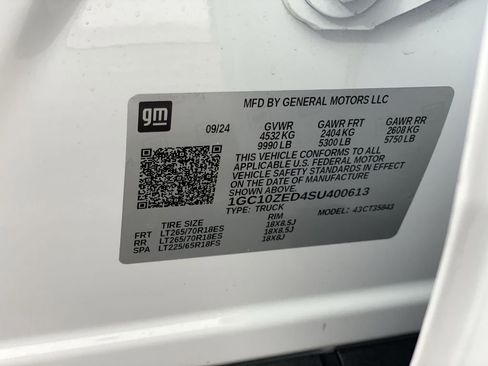 gm
MFD BY GENERAL MOTORS LLC
09/24 GVWR GAWR FRT GAWR RR
4532 KG 2404 KG 2608 KG
9990 LB 5300 LB 5750 LB
THIS VEHICLE CONFORMS TO ALL
APPLICABLE U.S. FEDERAL MOTOR
VEHICLE SAFETY STANDARDS IN EFFECT
ON THE DATE OF MANUFACTURE
SHOWN ABOVE.
1GC10ZED4SU400613
TYPE: TRUCK MODEL: 43CT35843
TIRE SIZE RIM
FRT LT265/70R18ES 18X8.5J
RR LT265/70R18ES 18X8.5J
SPA LT225/65R18FS 18X8J